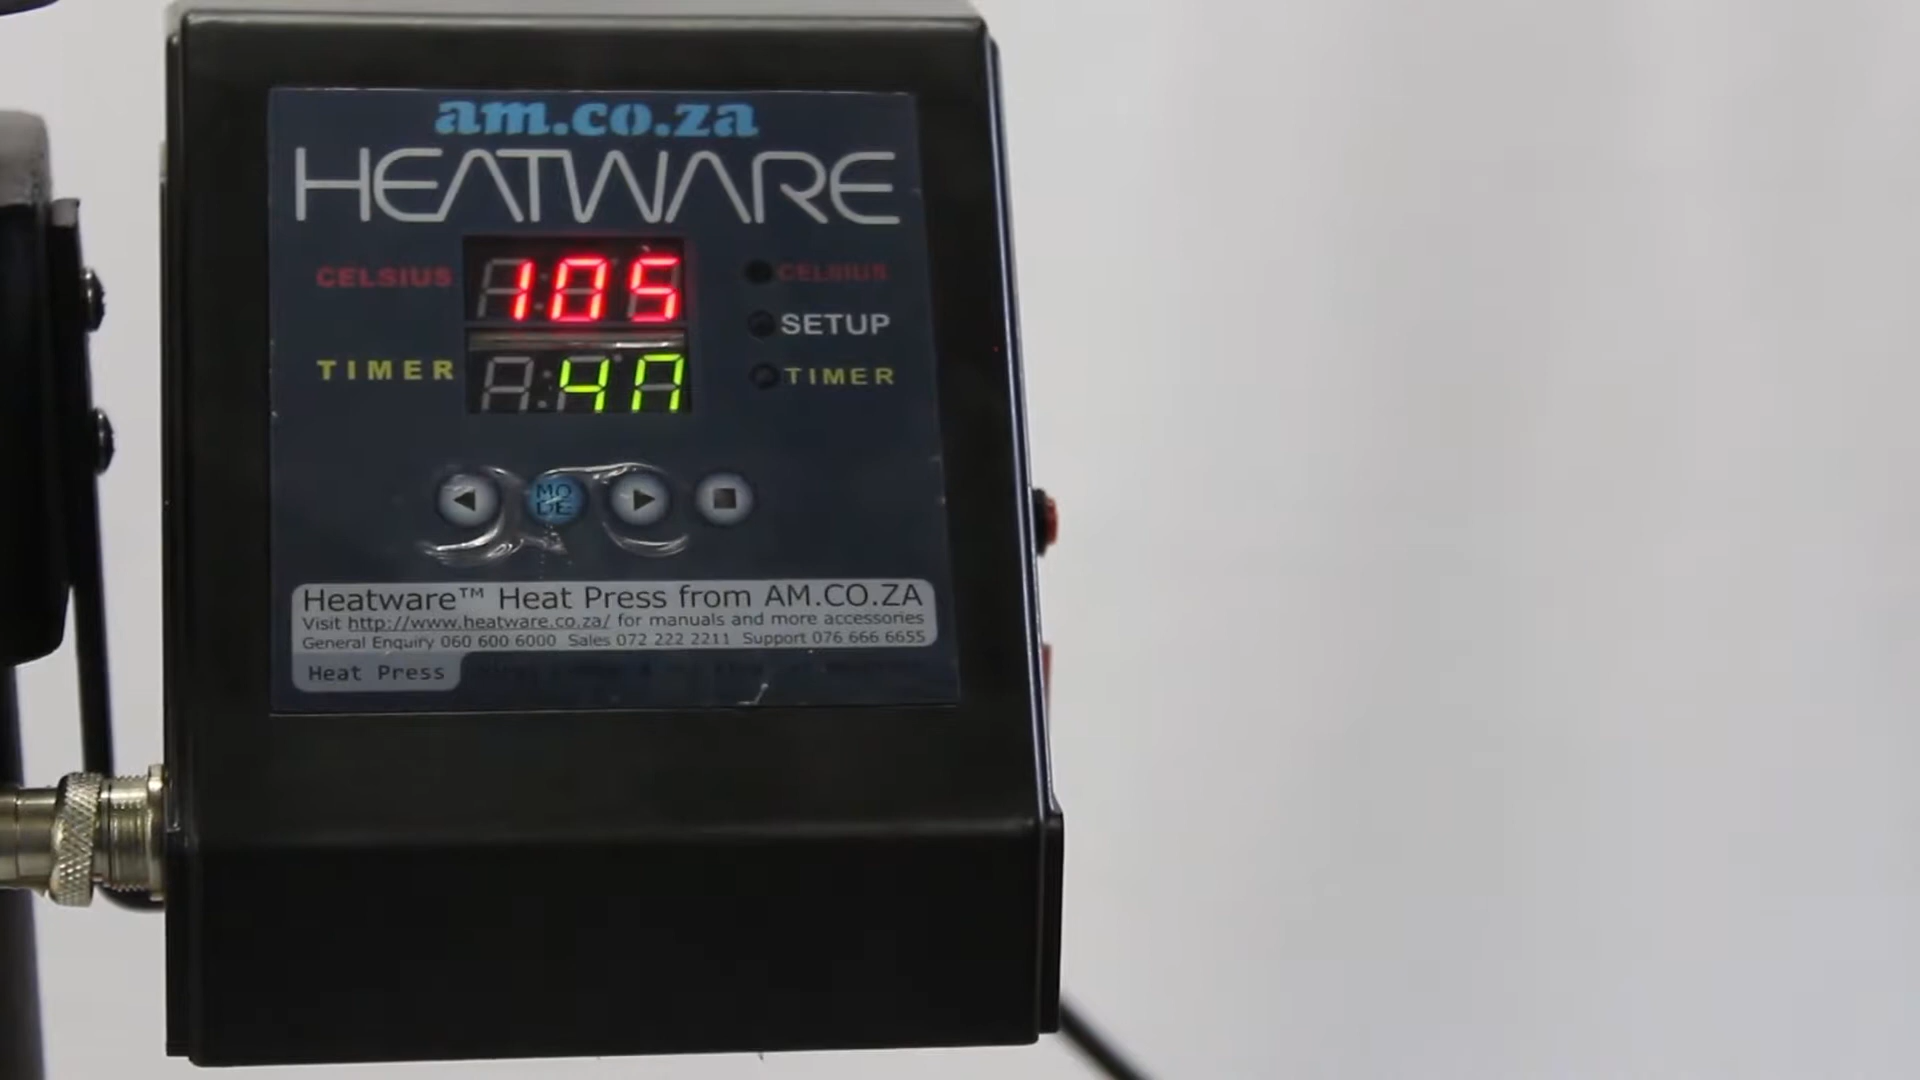 am.co.za
HEATWARE
CELSIUS 105 CELSIUS
SETUP
TIMER TIMER
MODE
Heatware™ Heat Press from AM.CO.ZA
Visit http://www.heatware.co.za/ for manuals and more accessories
General Enquiry 060 600 6000 Sales 072 222 2211 Support 076 666 6655
Heat Press